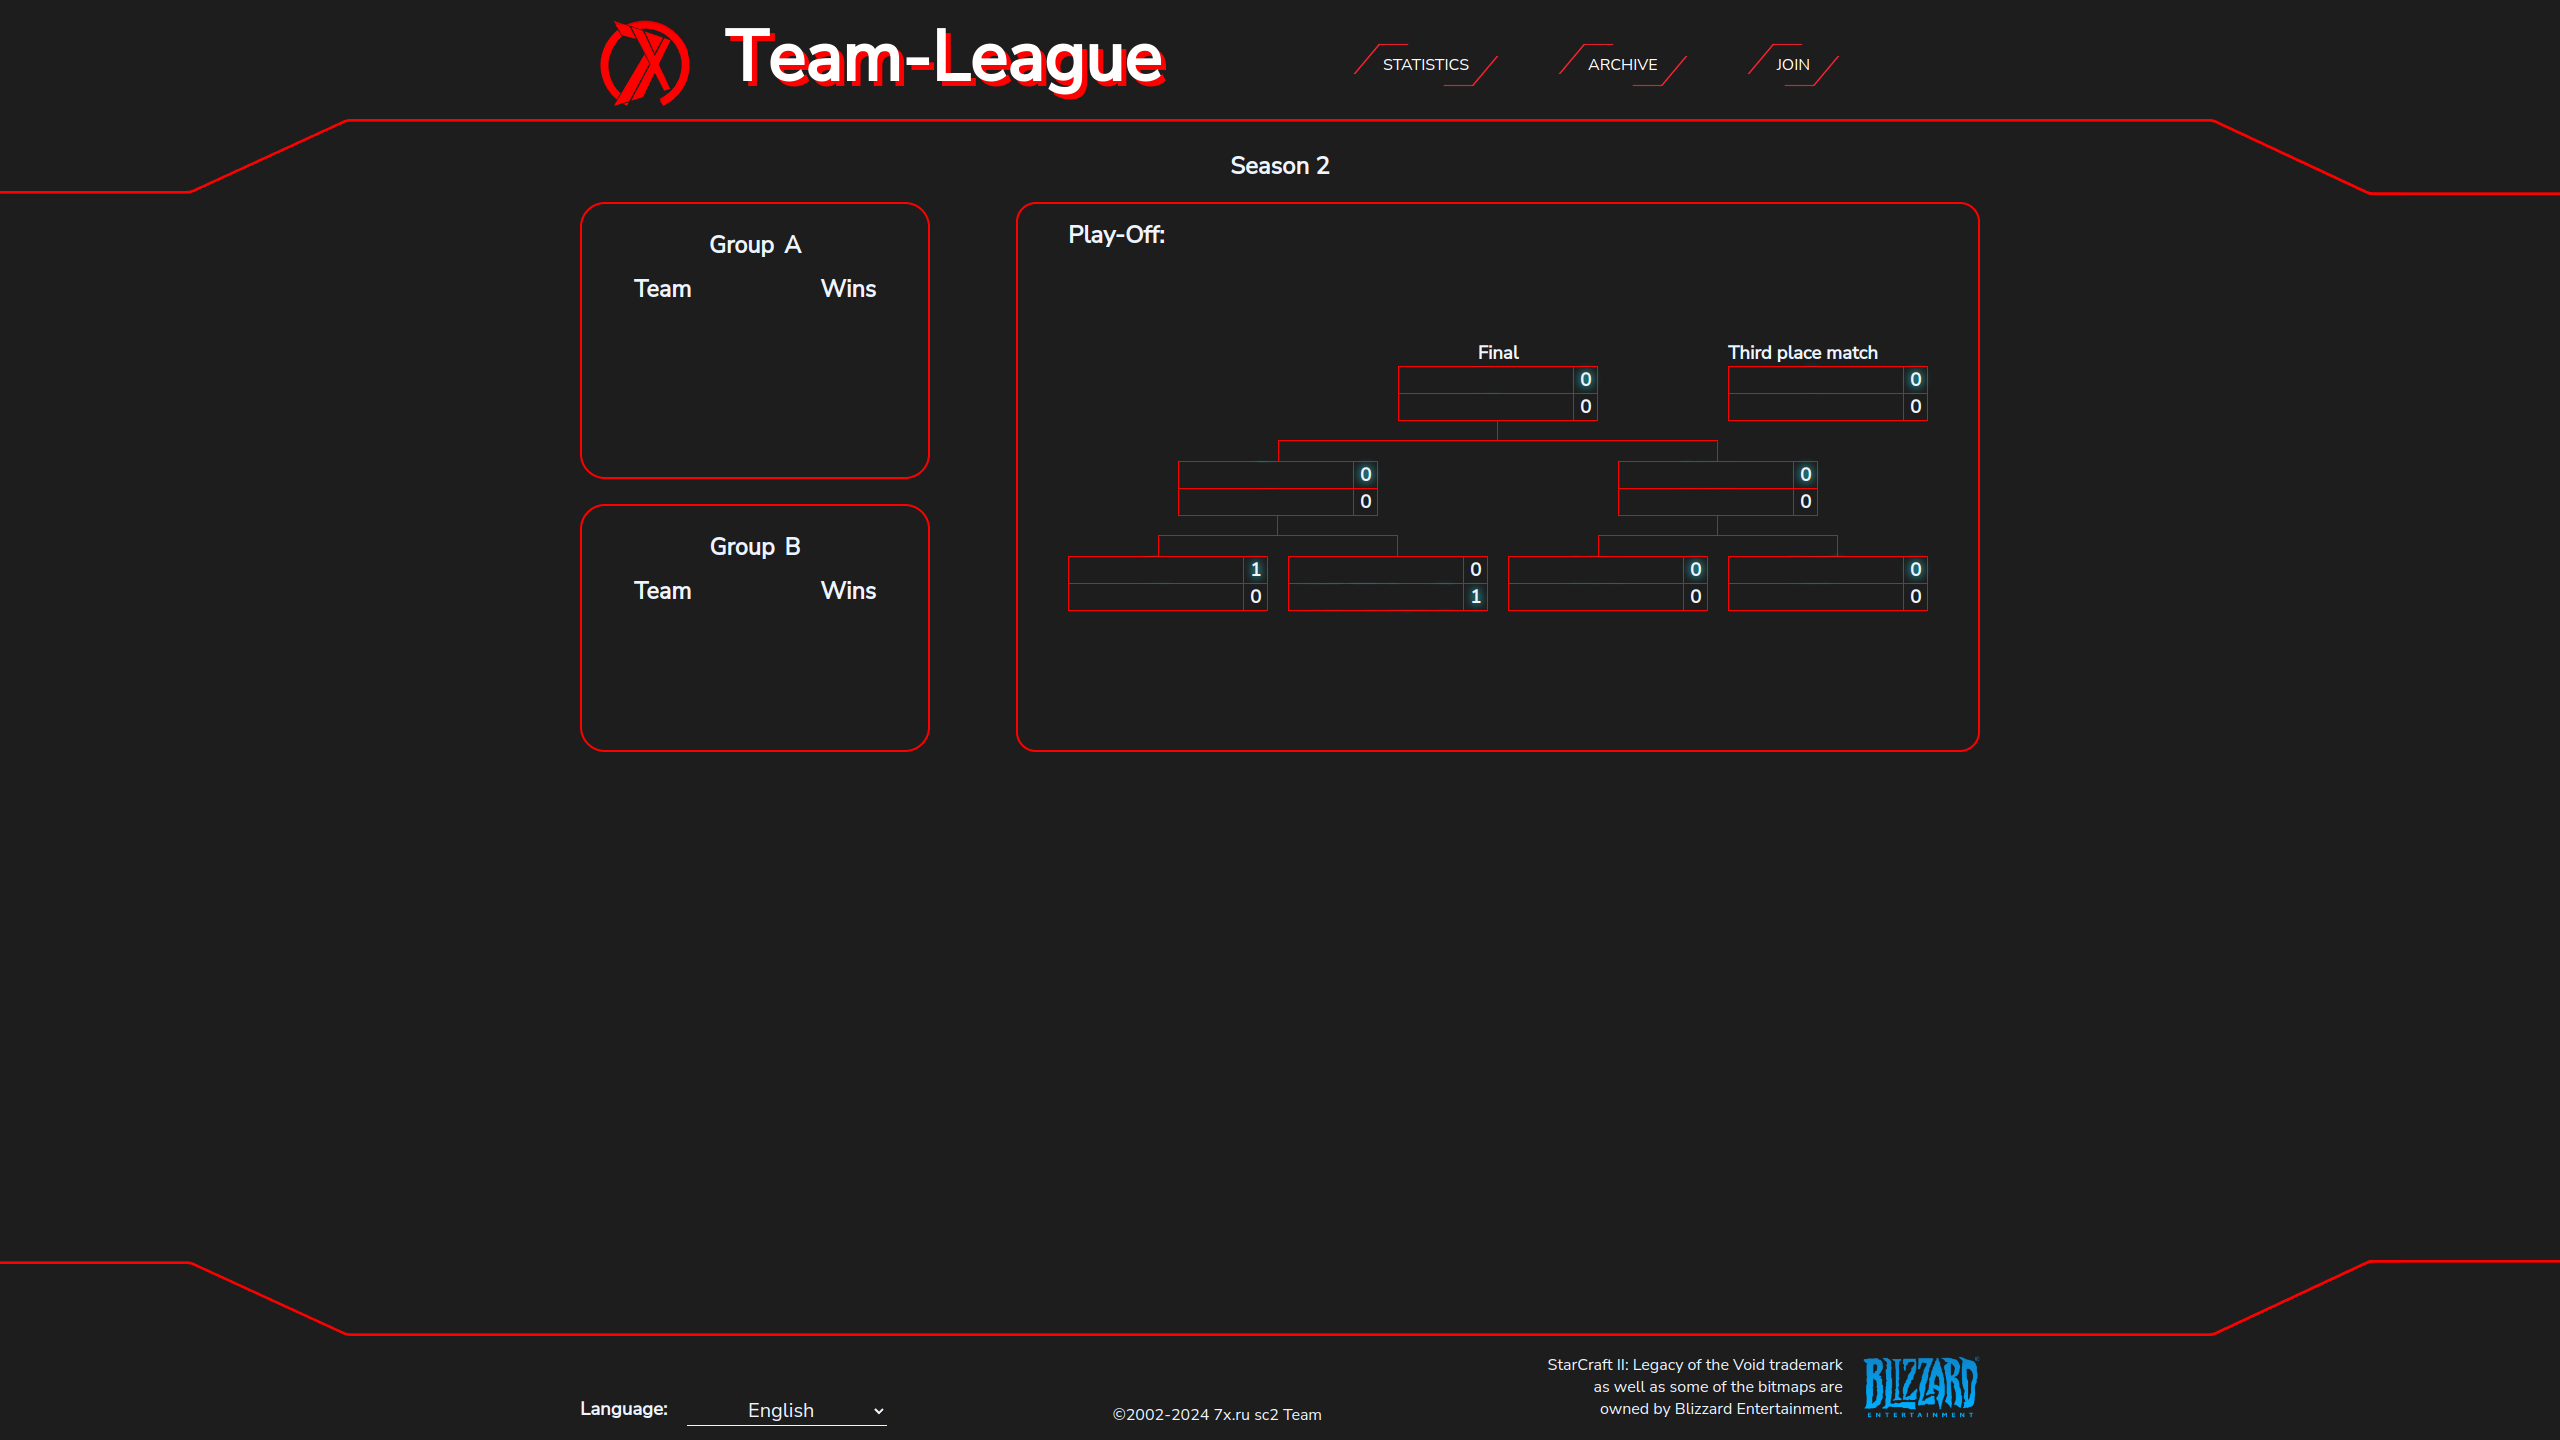 Team-League
STATISTICS
ARCHIVE
JOIN
Season 2
Group A
Team Wins
Group B
Team Wins
Play-Off:
Final
0
0
Third place match
0
0
0
0
0
0
1
0
0
1
0
0
0
0
Language:
English
©2002-2024 7x.ru sc2 Team
StarCraft II: Legacy of the Void trademark
as well as some of the bitmaps are
owned by Blizzard Entertainment.
BLIZZARD
ENTERTAINMENT